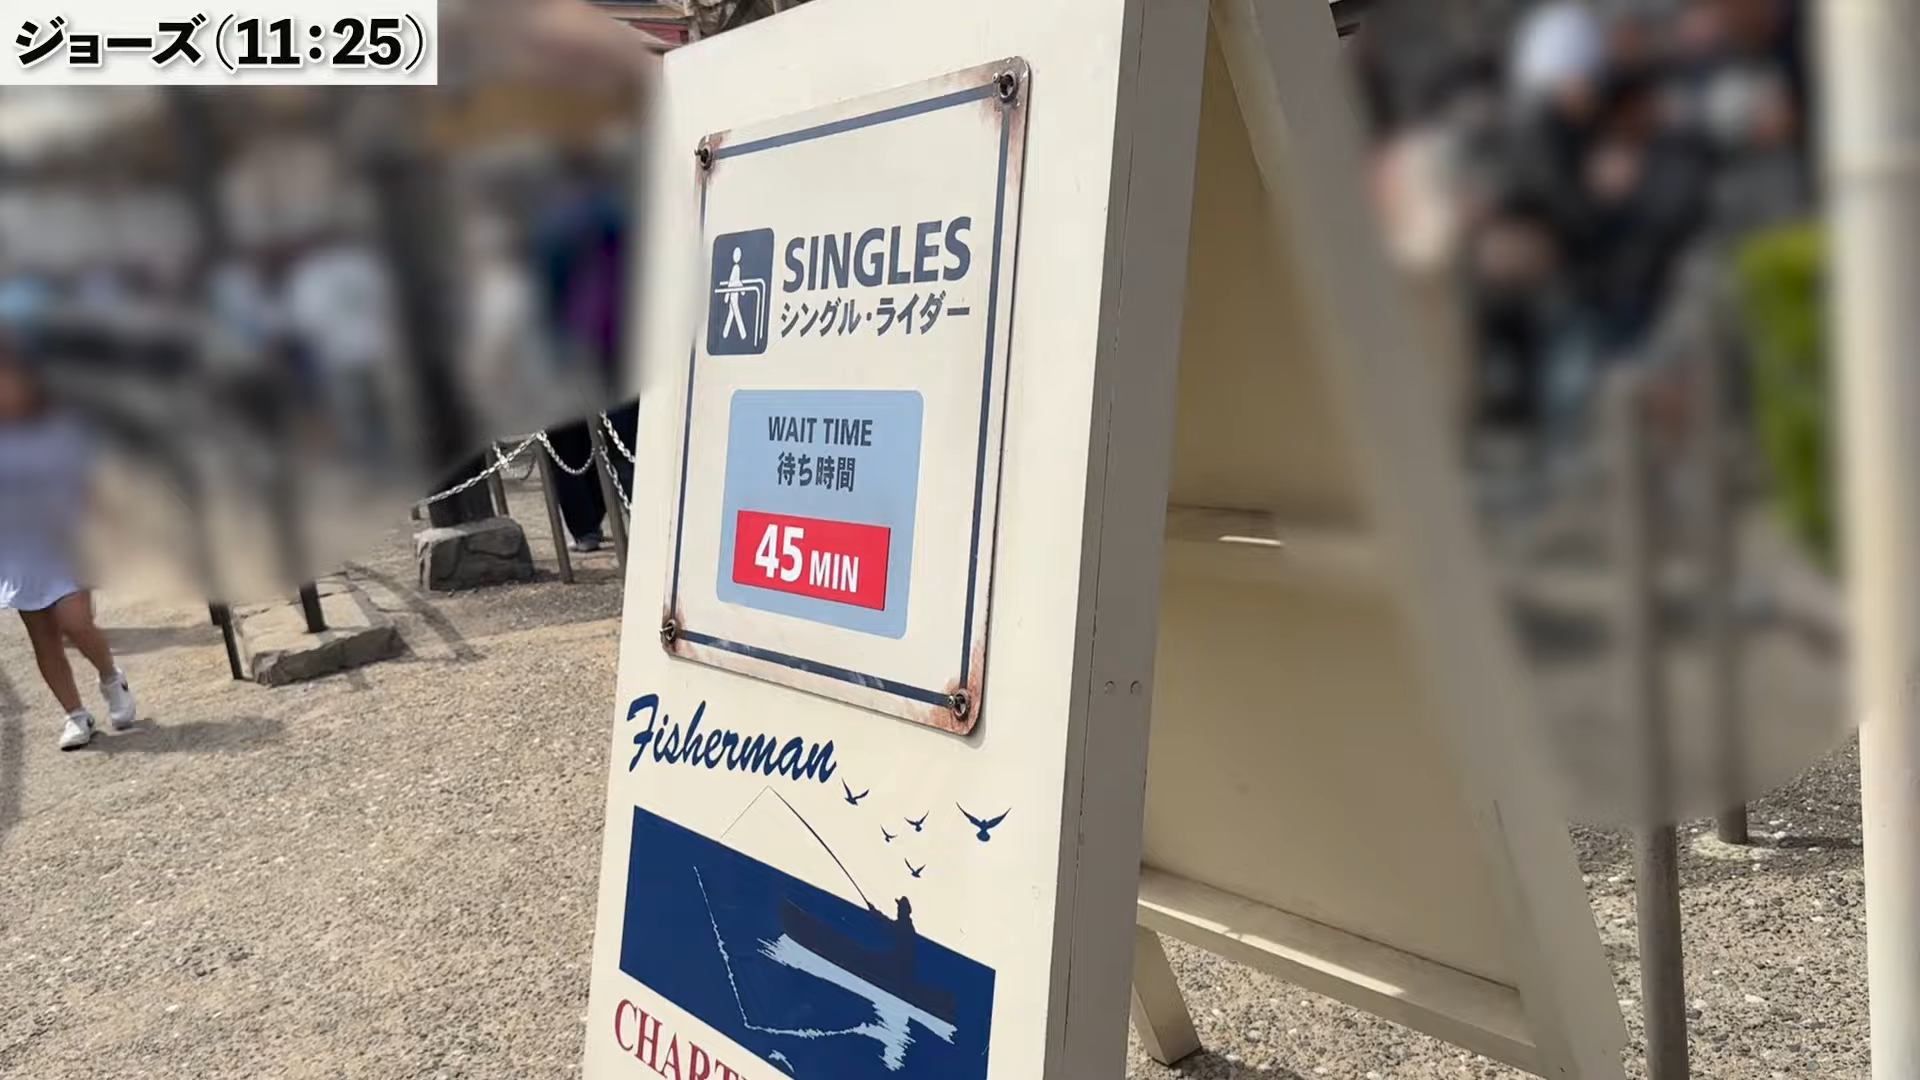 ジョーズ(11:25)
SINGLES
シングル・ライダー
WAIT TIME
待ち時間
45 MIN
Fisherman